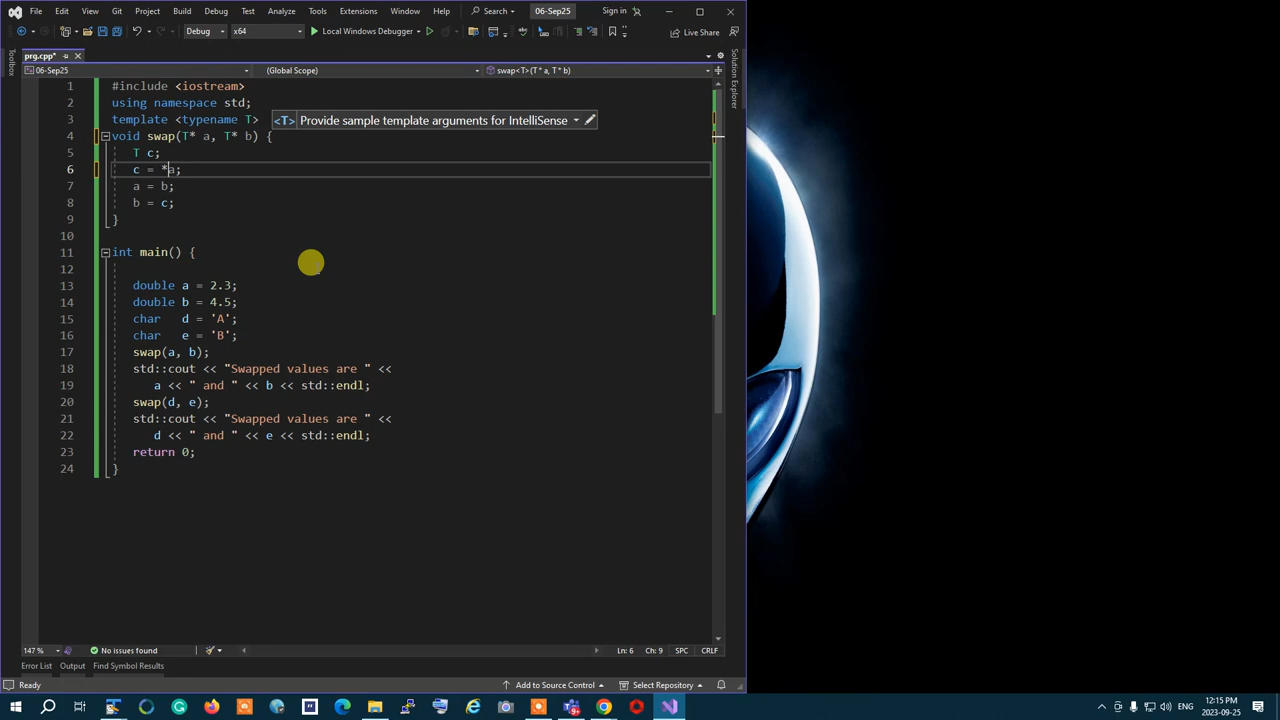 File Edit View Git Project Build Debug Test Analyze Tools Extensions Window Help Search 06-Sep25 Sign in
Debug x64 Local Windows Debugger Live Share
Toolbox
prg.cpp*
Solution Explorer
06-Sep25 (Global Scope) swap<T>(T * a, T * b)
1 #include <iostream>
2 using namespace std;
3 template <typename T>
<T> Provide sample template arguments for IntelliSense
4 void swap(T* a, T* b) {
5 T c;
6 c = *a;
7 a = b;
8 b = c;
9 }
10
11 int main() {
12
13 double a = 2.3;
14 double b = 4.5;
15 char d = 'A';
16 char e = 'B';
17 swap(a, b);
18 std::cout << "Swapped values are " <<
19 a << " and " << b << std::endl;
20 swap(d, e);
21 std::cout << "Swapped values are " <<
22 d << " and " << e << std::endl;
23 return 0;
24 }
147 % No issues found Ln: 6 Ch: 9 SPC CRLF
Error List Output Find Symbol Results
Ready Add to Source Control Select Repository
ENG 12:15 PM
2023-09-25